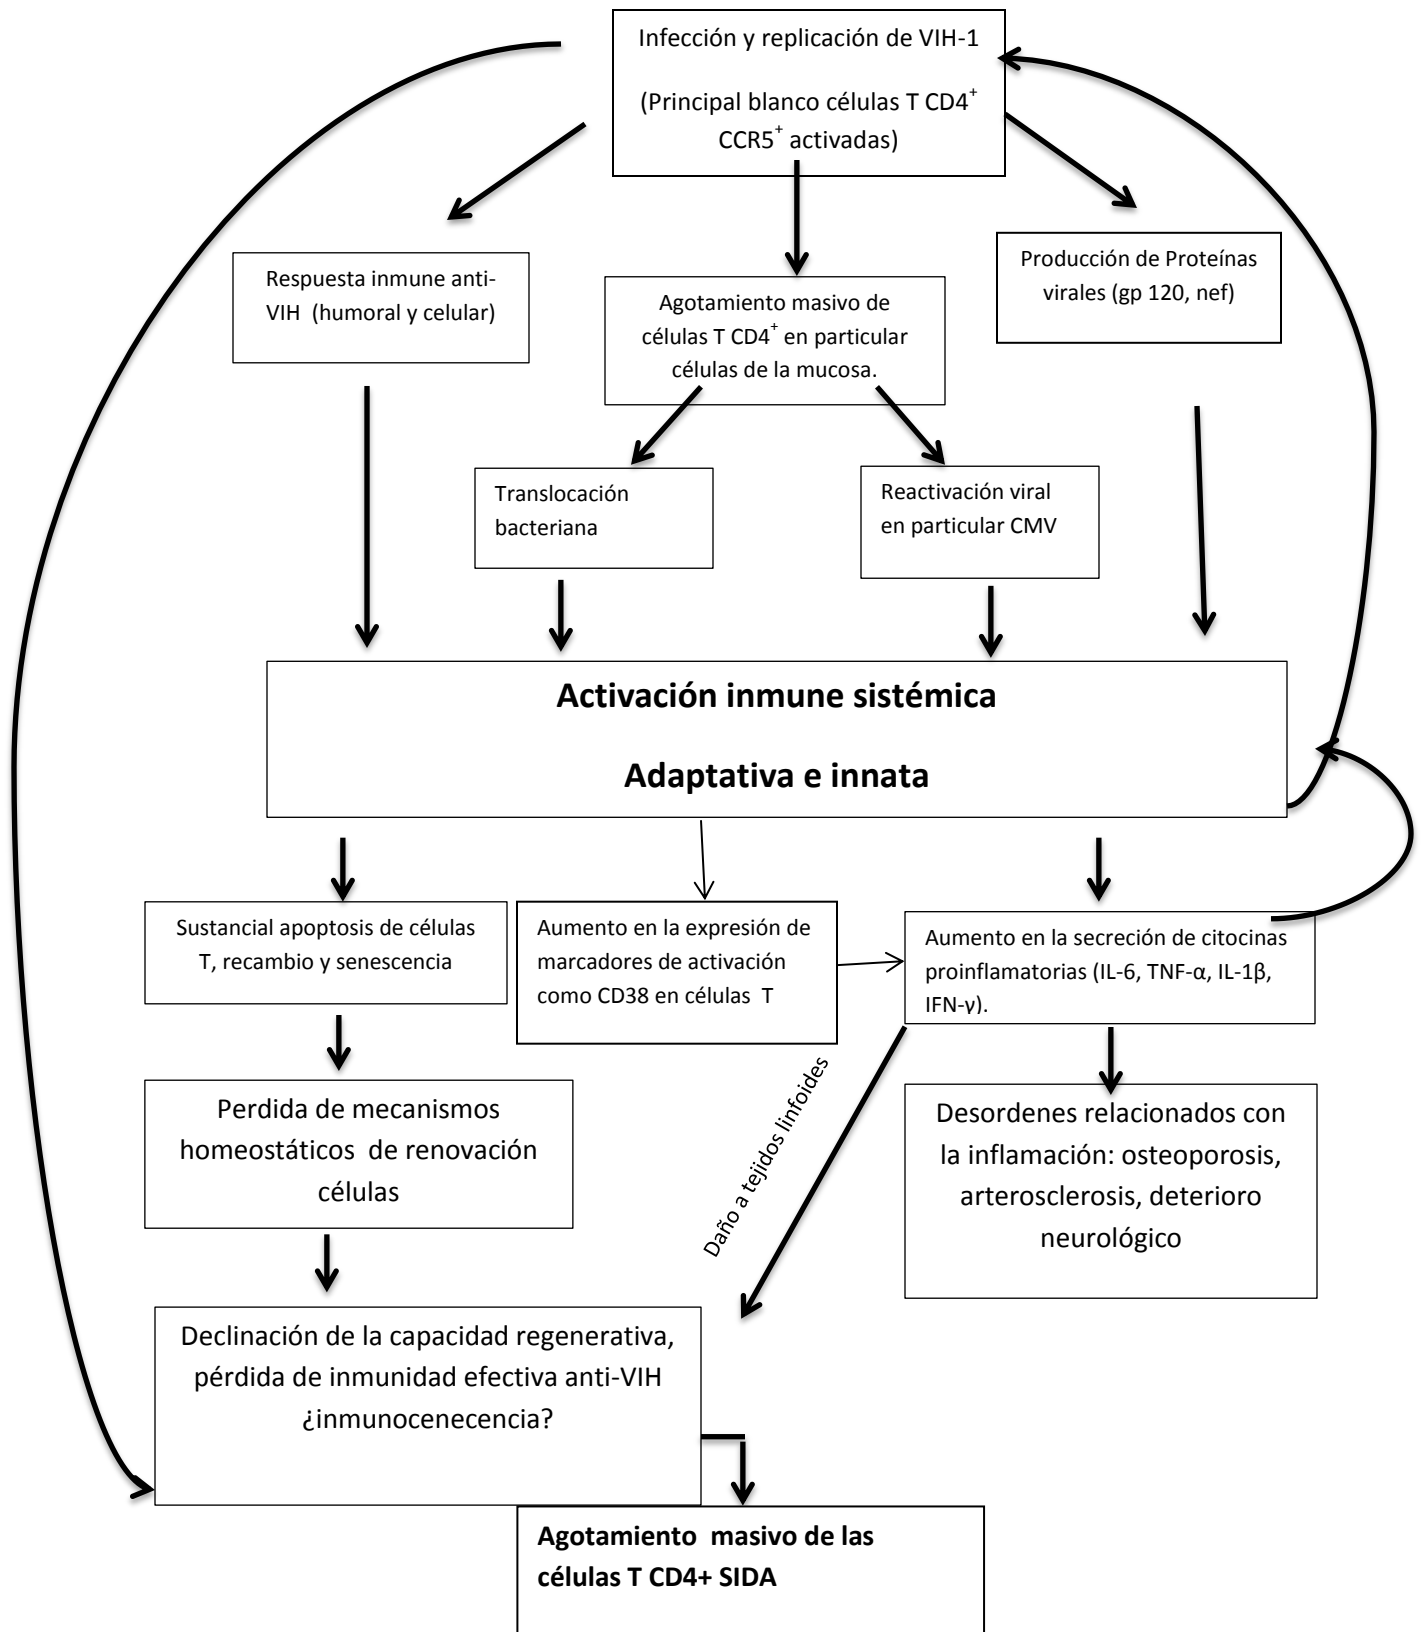 Infección y replicación de VIH-1
(Principal blanco células T CD4+
CCR5+ activadas)
Respuesta inmune anti-
VIH (humoral y celular)
Agotamiento masivo de
células T CD4+ en particular
células de la mucosa.
Producción de Proteínas
virales (gp 120, nef)
Translocación
bacteriana
Reactivación viral
en particular CMV
Activación inmune sistémica
Adaptativa e innata
Sustancial apoptosis de células
T, recambio y senescencia
Aumento en la expresión de
marcadores de activación
como CD38 en células T
Aumento en la secreción de citocinas
proinflamatorias (IL-6, TNF-α, IL-1β,
IFN-γ).
Perdida de mecanismos
homeostáticos de renovación
células
Daño a tejidos linfoides
Desordenes relacionados con
la inflamación: osteoporosis,
arterosclerosis, deterioro
neurológico
Declinación de la capacidad regenerativa,
pérdida de inmunidad efectiva anti-VIH
¿inmunocenecencia?
Agotamiento masivo de las
células T CD4+ SIDA